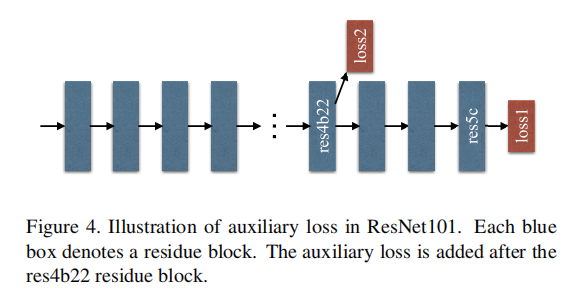 loss2
res4b22
res5c
loss1
Figure 4. Illustration of auxiliary loss in ResNet101. Each blue
box denotes a residue block. The auxiliary loss is added after the
res4b22 residue block.